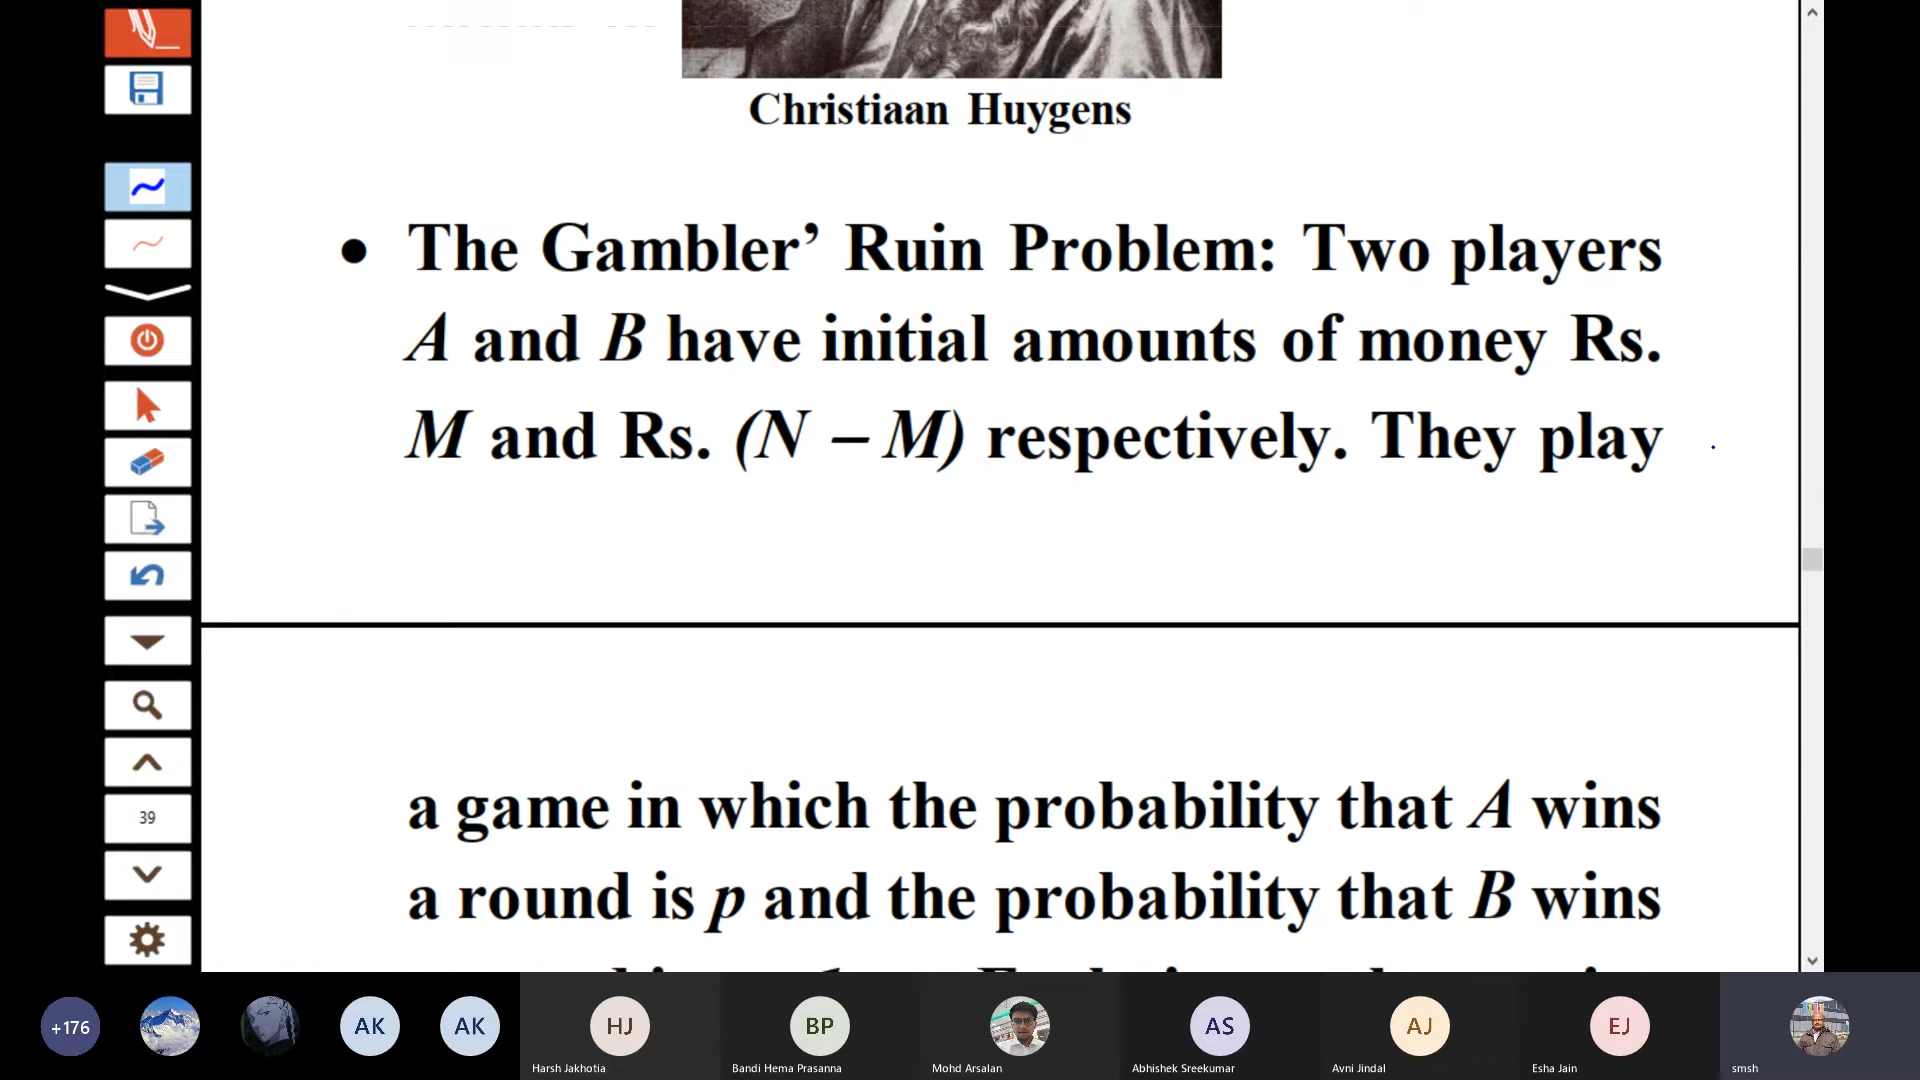 Christiaan Huygens
• The Gambler’ Ruin Problem: Two players
A and B have initial amounts of money Rs.
M and Rs. (N – M) respectively. They play
a game in which the probability that A wins
a round is p and the probability that B wins
39
+176
AK
AK
HJ
BP
AS
AJ
EJ
Harsh Jakhotia
Bandi Hema Prasanna
Mohd Arsalan
Abhishek Sreekumar
Avni Jindal
Esha Jain
smsh